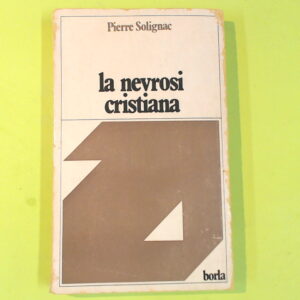 Pierre Solignac
la nevrosi
cristiana
borla